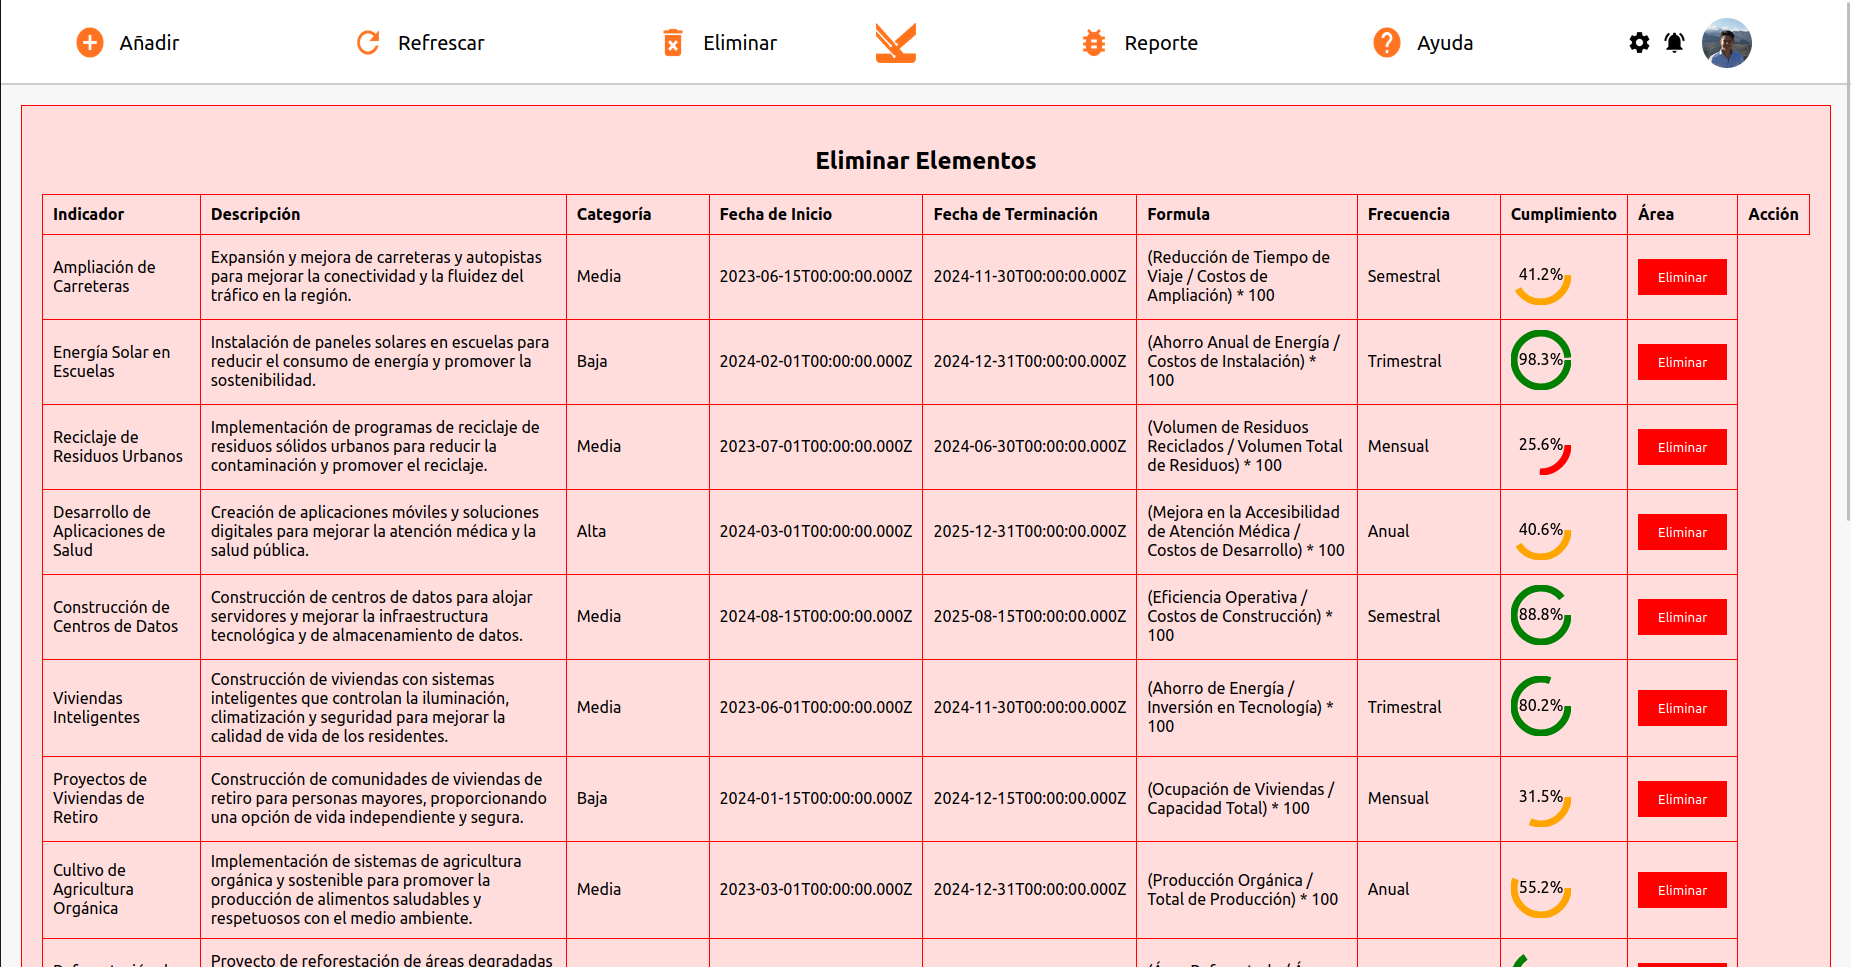 Añadir
Refrescar
Eliminar
Reporte
Ayuda
Eliminar Elementos
Indicador Descripción Categoría Fecha de Inicio Fecha de Terminación Formula Frecuencia Cumplimiento Área Acción
Ampliación de
Carreteras
Expansión y mejora de carreteras y autopistas
para mejorar la conectividad y la fluidez del
tráfico en la región.
Media
2023-06-15T00:00:00.000Z
2024-11-30T00:00:00.000Z
(Reducción de Tiempo de
Viaje / Costos de
Ampliación) * 100
Semestral
41.2%
Eliminar
Energía Solar en
Escuelas
Instalación de paneles solares en escuelas para
reducir el consumo de energía y promover la
sostenibilidad.
Baja
2024-02-01T00:00:00.000Z
2024-12-31T00:00:00.000Z
(Ahorro Anual de Energía /
Costos de Instalación) *
100
Trimestral
98.3%
Eliminar
Reciclaje de
Residuos Urbanos
Implementación de programas de reciclaje de
residuos sólidos urbanos para reducir la
contaminación y promover el reciclaje.
Media
2023-07-01T00:00:00.000Z
2024-06-30T00:00:00.000Z
(Volumen de Residuos
Reciclados / Volumen Total
de Residuos) * 100
Mensual
25.6%
Eliminar
Desarrollo de
Aplicaciones de
Salud
Creación de aplicaciones móviles y soluciones
digitales para mejorar la atención médica y la
salud pública.
Alta
2024-03-01T00:00:00.000Z
2025-12-31T00:00:00.000Z
(Mejora en la Accesibilidad
de Atención Médica /
Costos de Desarrollo) * 100
Anual
40.6%
Eliminar
Construcción de
Centros de Datos
Construcción de centros de datos para alojar
servidores y mejorar la infraestructura
tecnológica y de almacenamiento de datos.
Media
2024-08-15T00:00:00.000Z
2025-08-15T00:00:00.000Z
(Eficiencia Operativa /
Costos de Construcción) *
100
Semestral
88.8%
Eliminar
Viviendas
Inteligentes
Construcción de viviendas con sistemas
inteligentes que controlan la iluminación,
climatización y seguridad para mejorar la
calidad de vida de los residentes.
Media
2023-06-01T00:00:00.000Z
2024-11-30T00:00:00.000Z
(Ahorro de Energía /
Inversión en Tecnología) *
100
Trimestral
80.2%
Eliminar
Proyectos de
Viviendas de
Retiro
Construcción de comunidades de viviendas de
retiro para personas mayores, proporcionando
una opción de vida independiente y segura.
Baja
2024-01-15T00:00:00.000Z
2024-12-15T00:00:00.000Z
(Ocupación de Viviendas /
Capacidad Total) * 100
Mensual
31.5%
Eliminar
Cultivo de
Agricultura
Orgánica
Implementación de sistemas de agricultura
orgánica y sostenible para promover la
producción de alimentos saludables y
respetuosos con el medio ambiente.
Media
2023-03-01T00:00:00.000Z
2024-12-31T00:00:00.000Z
(Producción Orgánica /
Total de Producción) * 100
Anual
55.2%
Eliminar
Proyecto de reforestación de áreas degradadas